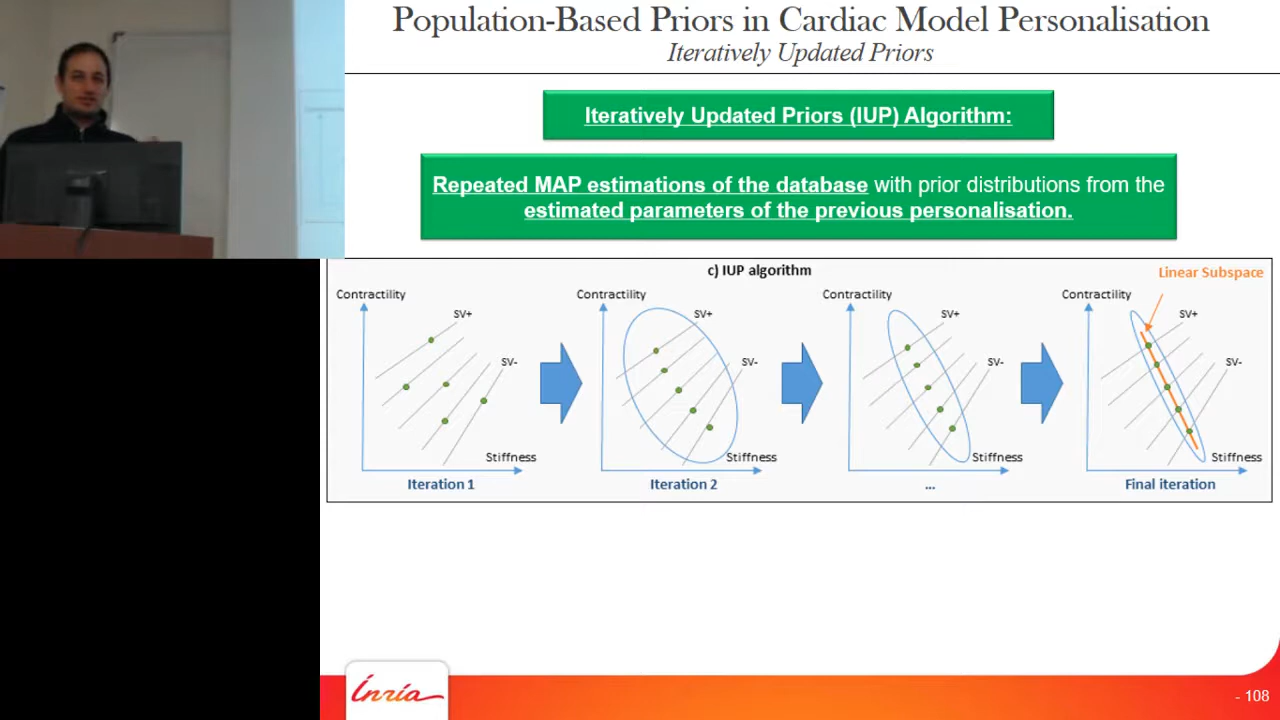 Population-Based Priors in Cardiac Model Personalisation
Iteratively Updated Priors
Iteratively Updated Priors (IUP) Algorithm:
Repeated MAP estimations of the database with prior distributions from the
estimated parameters of the previous personalisation.
c) IUP algorithm
Linear Subspace
Contractility
SV+
SV-
Stiffness
Iteration 1
Contractility
SV+
SV-
Stiffness
Iteration 2
Contractility
SV+
SV-
Stiffness
...
Contractility
SV+
SV-
Stiffness
Final iteration
Inría
- 108